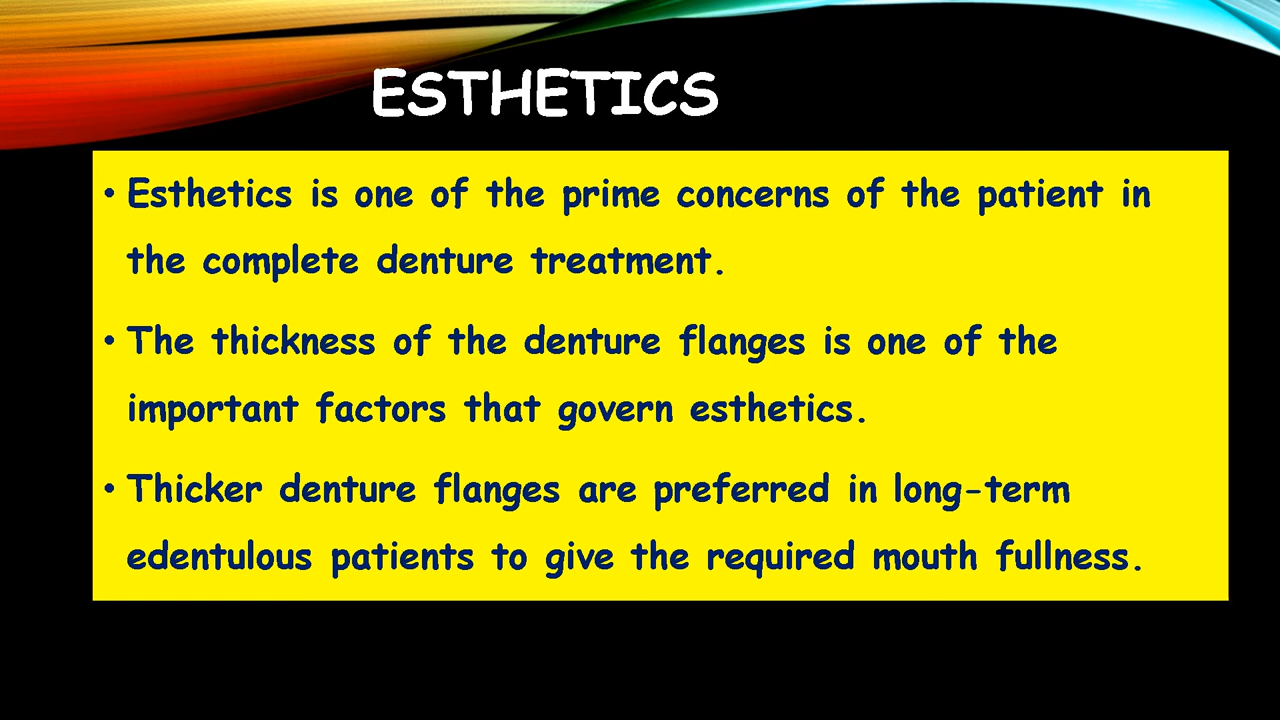 ESTHETICS
• Esthetics is one of the prime concerns of the patient in
the complete denture treatment.
• The thickness of the denture flanges is one of the
important factors that govern esthetics.
• Thicker denture flanges are preferred in long-term
edentulous patients to give the required mouth fullness.